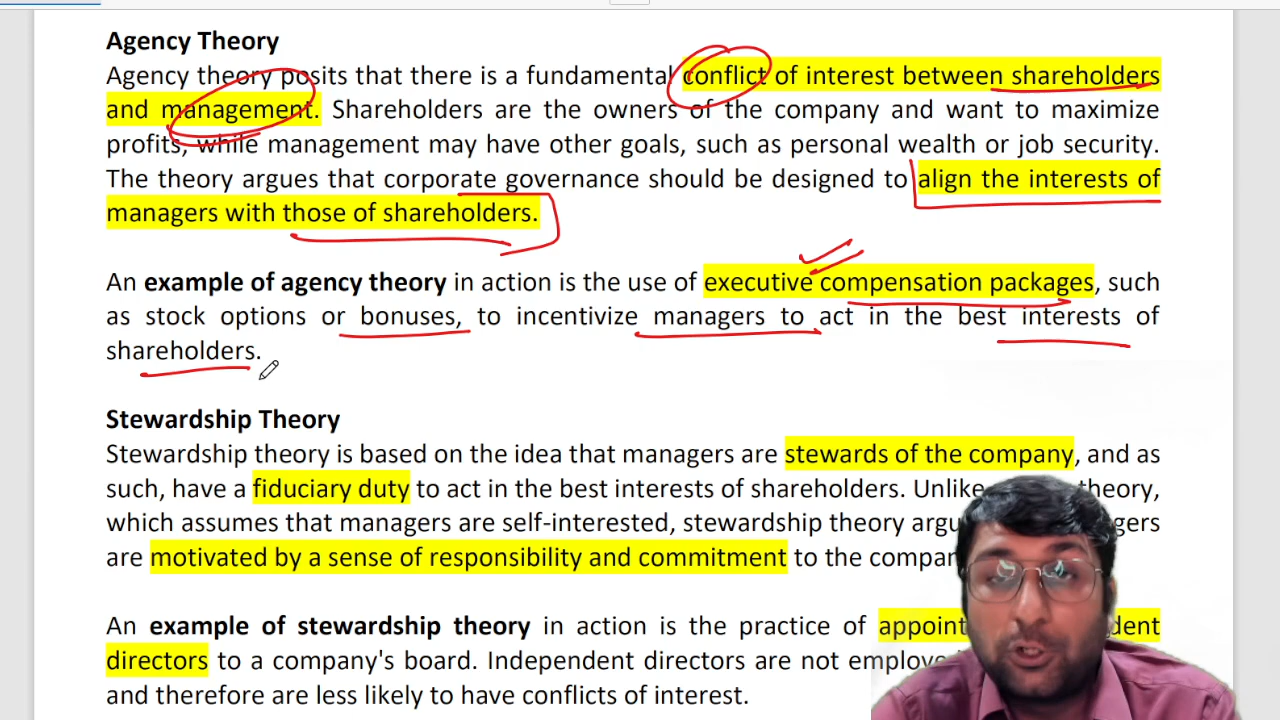 Agency Theory
Agency theory posits that there is a fundamental conflict of interest between shareholders
and management. Shareholders are the owners of the company and want to maximize
profits, while management may have other goals, such as personal wealth or job security.
The theory argues that corporate governance should be designed to align the interests of
managers with those of shareholders.
An example of agency theory in action is the use of executive compensation packages, such
as stock options or bonuses, to incentivize managers to act in the best interests of
shareholders.
Stewardship Theory
Stewardship theory is based on the idea that managers are stewards of the company, and as
such, have a fiduciary duty to act in the best interests of shareholders. Unlike theory,
which assumes that managers are self-interested, stewardship theory
are motivated by a sense of responsibility and commitment to the
An example of stewardship theory in action is the practice of
directors to a company's board. Independent directors are not
and therefore are less likely to have conflicts of interest.